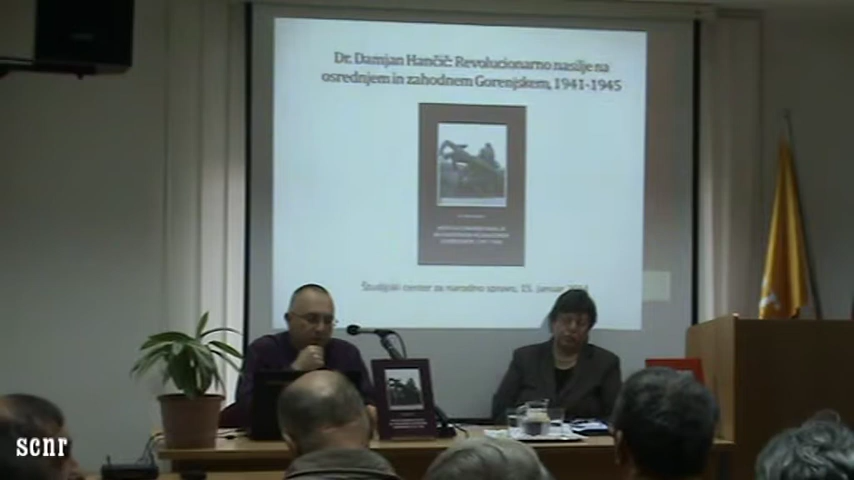 Dr. Damjan Hančič: Revolucionarno nasilje na
osrednjem in zahodnem Gorenjskem, 1941-1945
Študijski center za narodno spravo, 15. januar
scnr